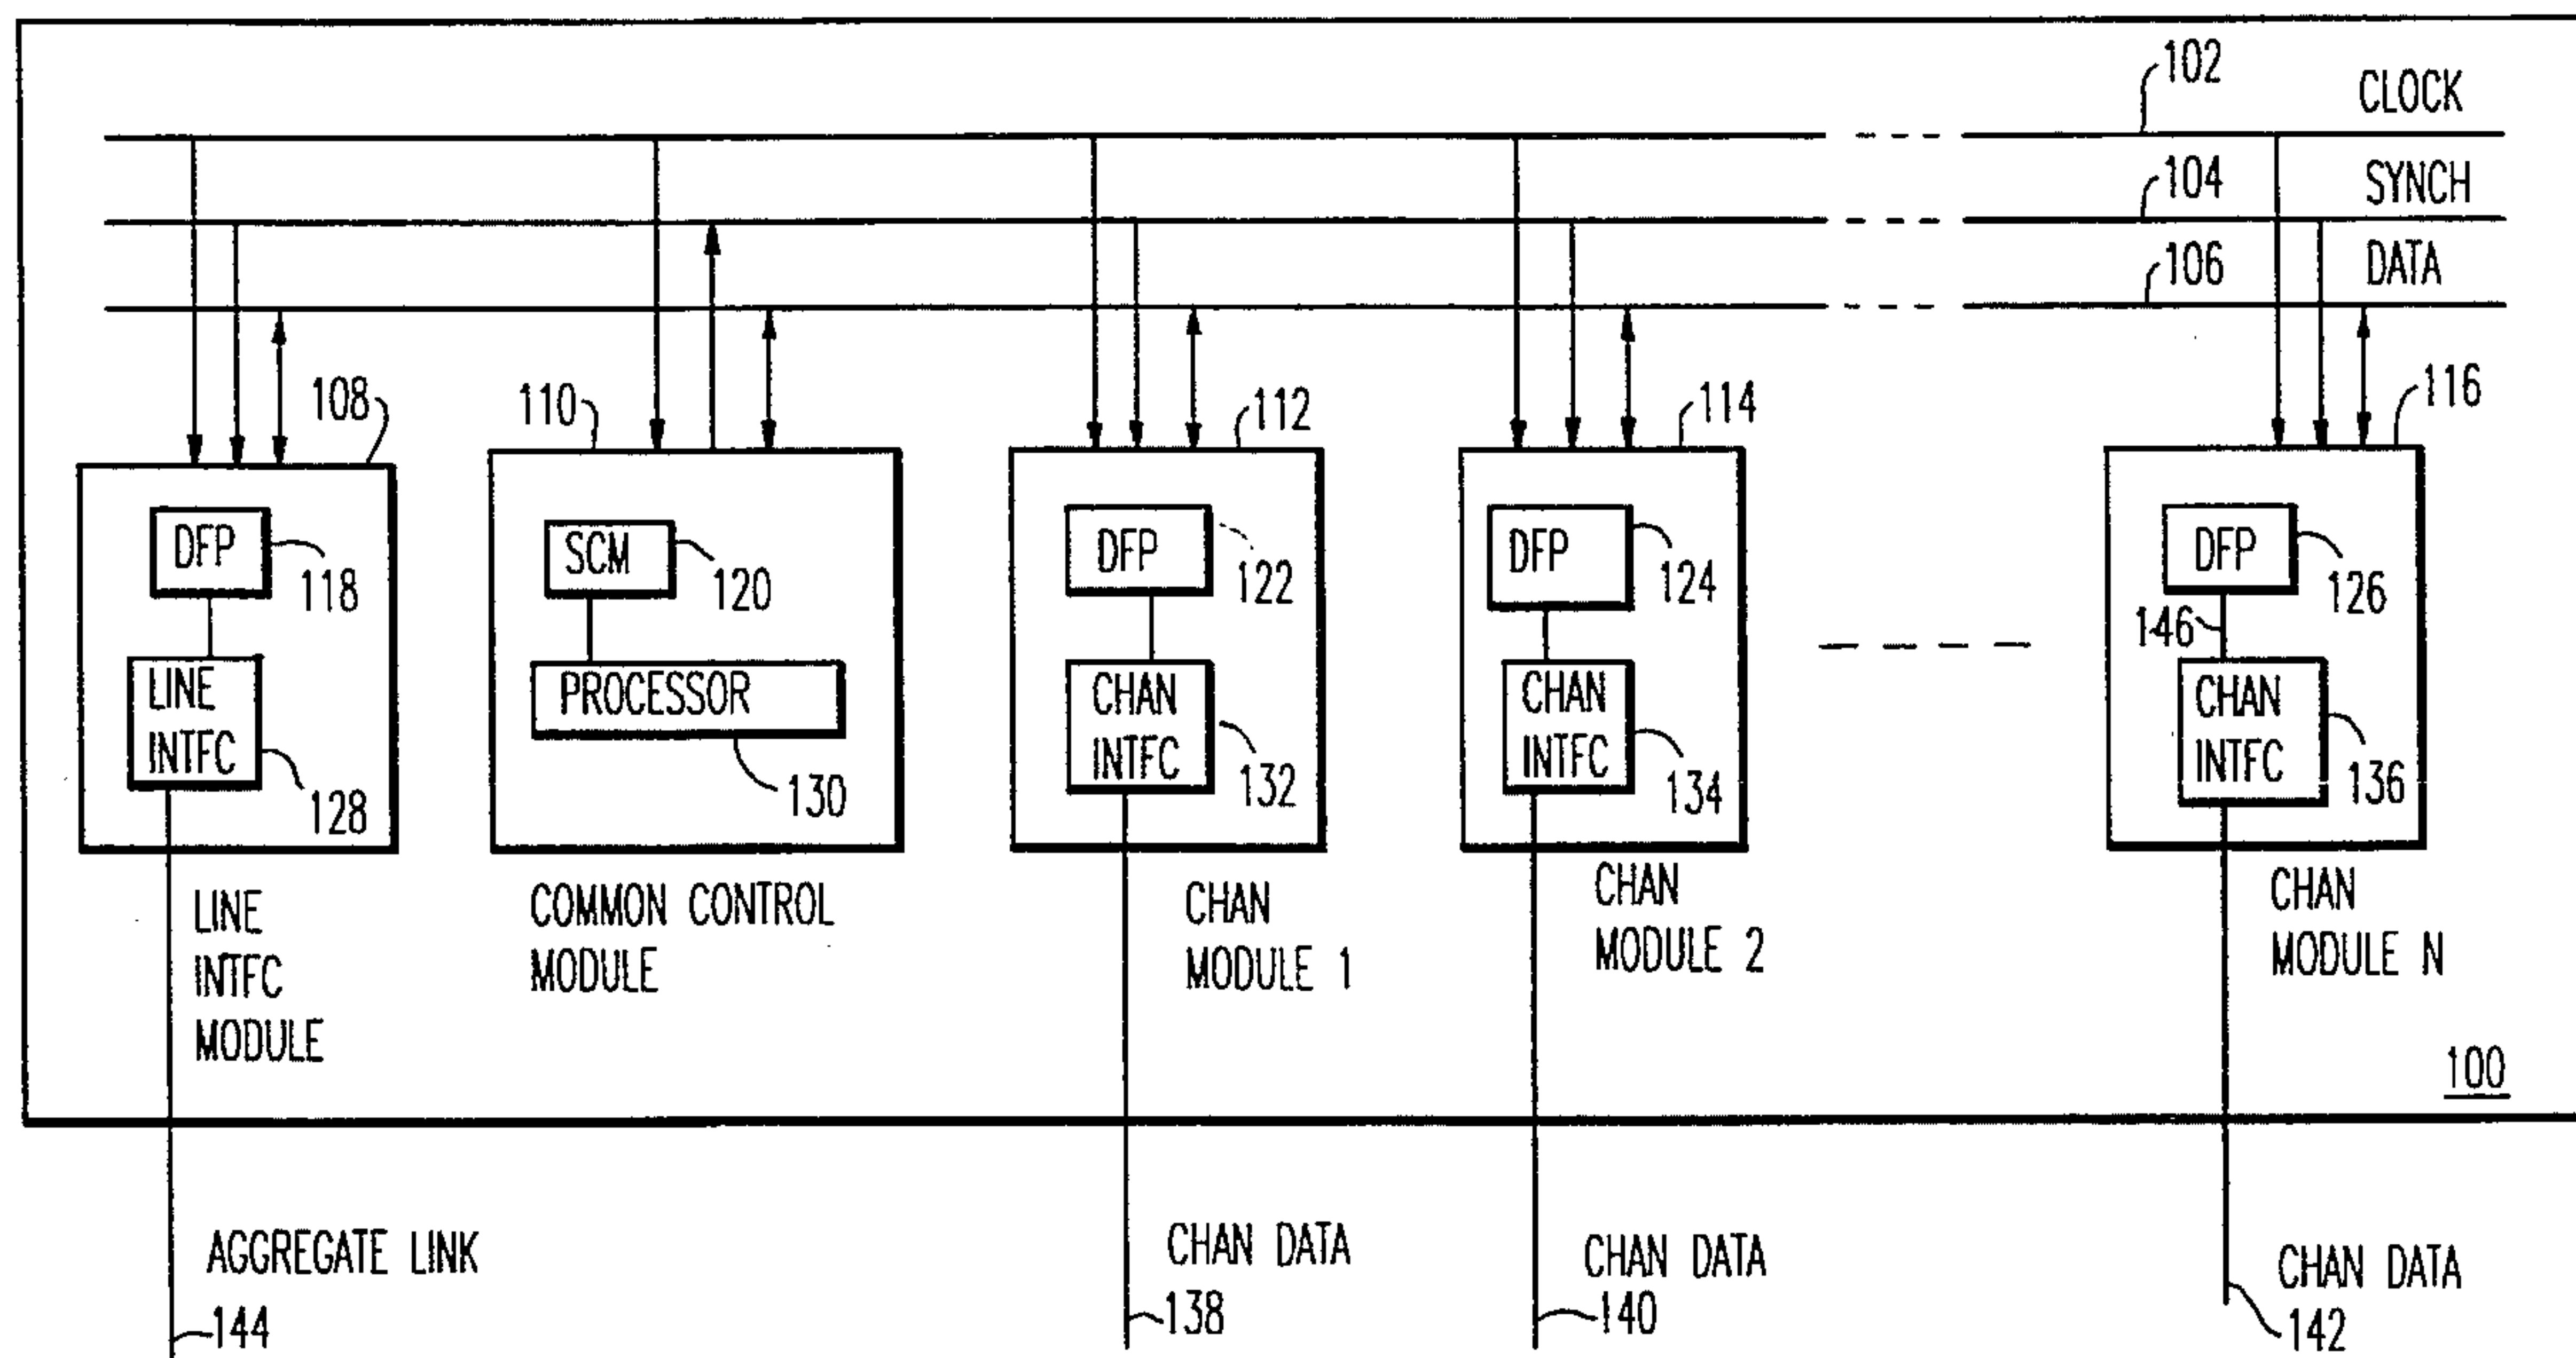 102
CLOCK
104
SYNCH
106
DATA
108
110
112
114
116
DFP
118
SCM
120
DFP
122
DFP
124
DFP
126
146
LINE
INTFC
128
PROCESSOR
130
CHAN
INTFC
132
CHAN
INTFC
134
CHAN
INTFC
136
LINE
INTFC
MODULE
COMMON CONTROL
MODULE
CHAN
MODULE 1
CHAN
MODULE 2
CHAN
MODULE N
100
AGGREGATE LINK
144
CHAN DATA
138
CHAN DATA
140
CHAN DATA
142